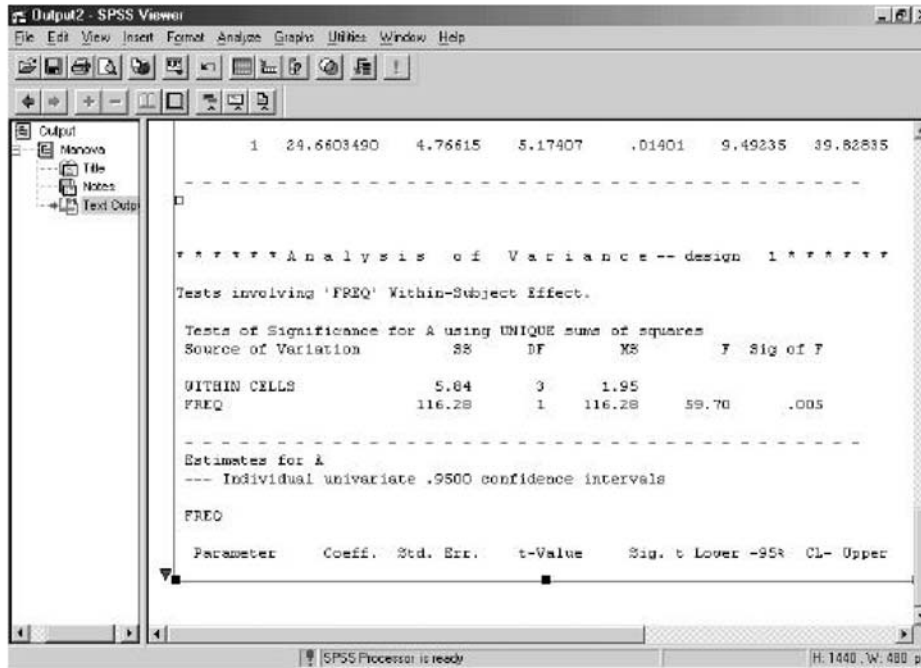 Output2 - SPSS Viewer
File Edit View Insert Format Analyze Graphs Utilities Window Help
Output
Manova
Title
Notes
Text Outp
1 24.6603490 4.76615 5.17407 .01401 9.49235 39.82835
- - - - - - - - - - - - - - - - - - - - - - - - - - - - - - - - - - - - -
* * * * * * A n a l y s i s o f V a r i a n c e -- design 1 * * * * * *
Tests involving 'FREQ' Within-Subject Effect.
Tests of Significance for A using UNIQUE sums of squares
Source of Variation SS DF MS F Sig of F
WITHIN CELLS 5.84 3 1.95
FREQ 116.28 1 116.28 59.70 .005
- - - - - - - - - - - - - - - - - - - - - - - - - - - - - - - - - - - - -
Estimates for A
--- Individual univariate .9500 confidence intervals
FREQ
Parameter Coeff. Std. Err. t-Value Sig. t Lower -95% CL- Upper
SPSS Processor is ready
H: 1440 , W: 480 p